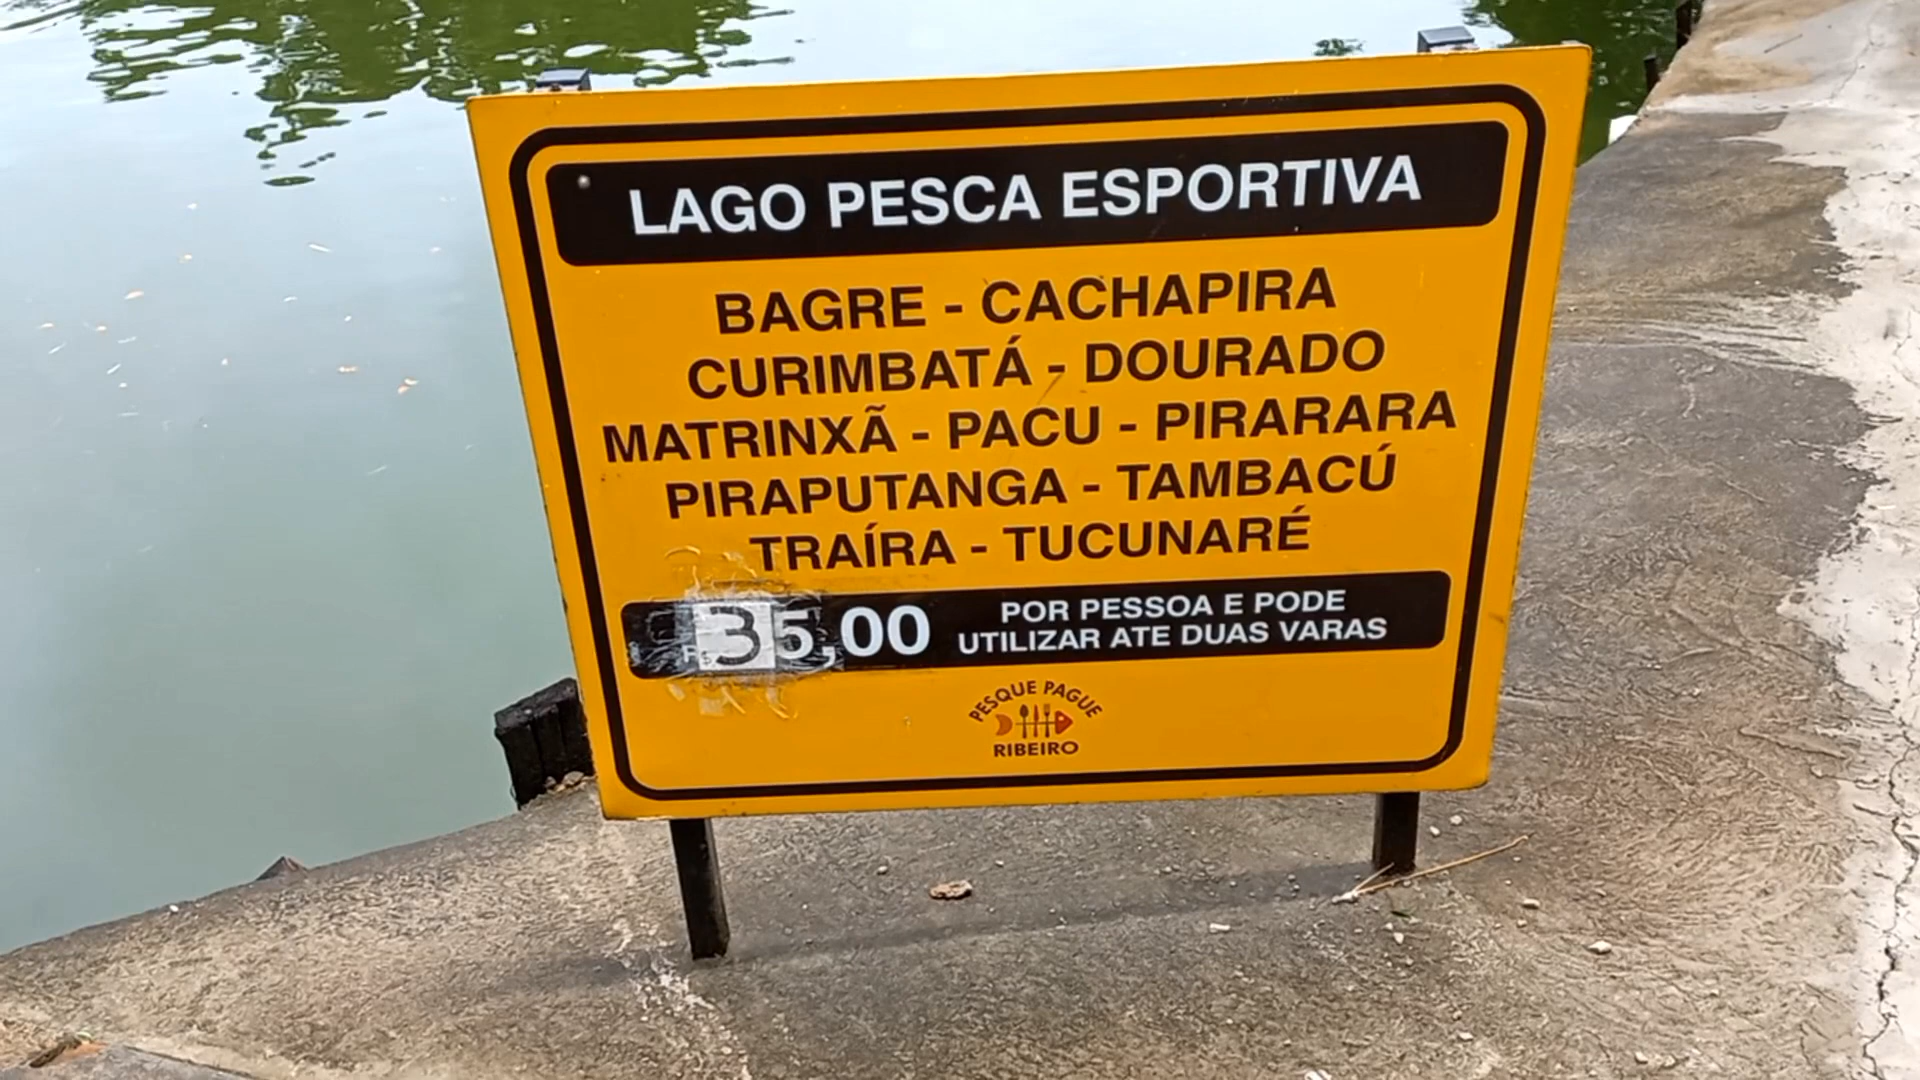 LAGO PESCA ESPORTIVA
BAGRE - CACHAPIRA
CURIMBATÁ - DOURADO
MATRINXÃ - PACU - PIRARARA
PIRAPUTANGA - TAMBACÚ
TRAÍRA - TUCUNARÉ
R$ 35,00
POR PESSOA E PODE
UTILIZAR ATE DUAS VARAS
PESQUE PAGUE
RIBEIRO